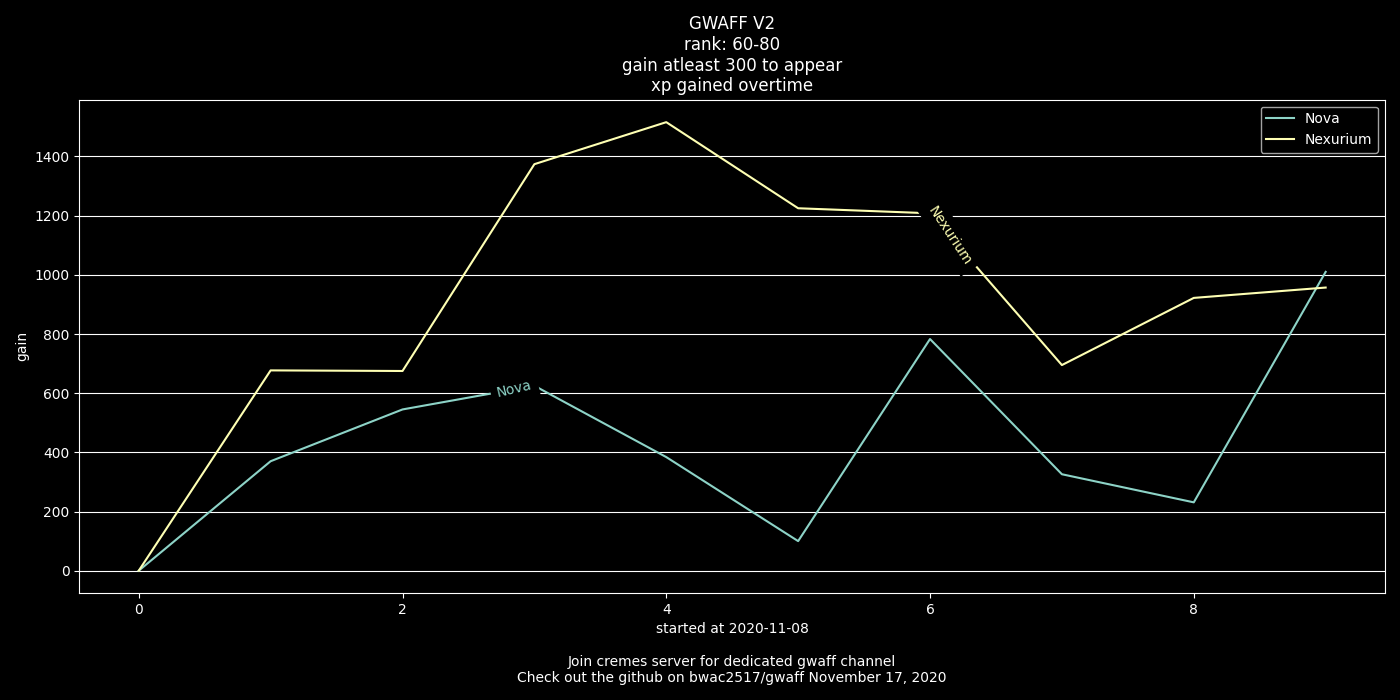 GWAFF V2
rank: 60-80
gain atleast 300 to appear
xp gained overtime
Nova
Nexurium
1400
1200
1000
800
600
400
200
0
gain
Nexurium
Nova
0 2 4 6 8
started at 2020-11-08
Join cremes server for dedicated gwaff channel
Check out the github on bwac2517/gwaff November 17, 2020